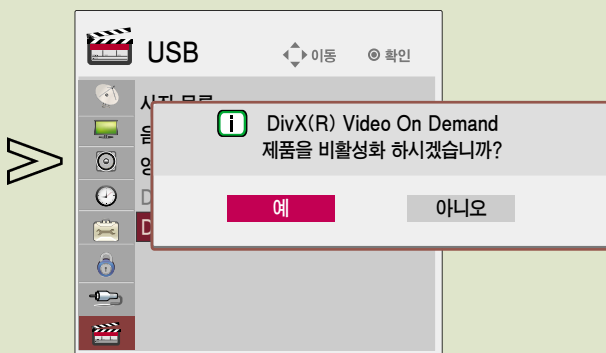 USB
이동
확인
DivX(R) Video On Demand
제품을 비활성화 하시겠습니까?
예
아니오